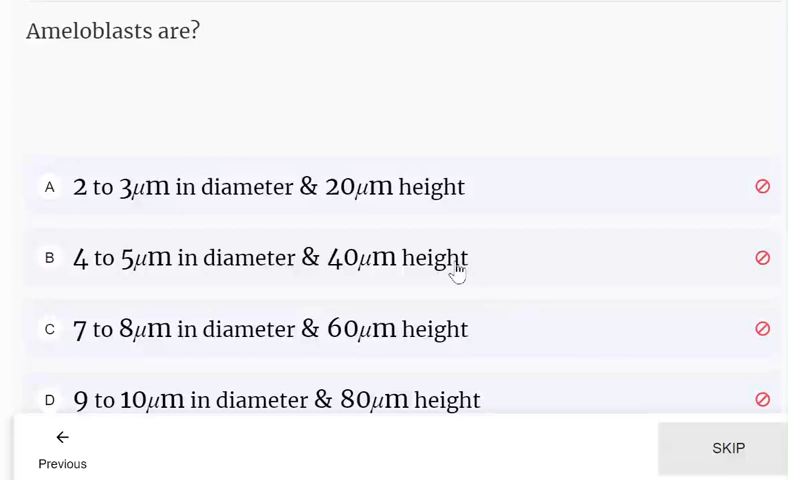 Ameloblasts are?
A 2 to 3μm in diameter & 20μm height
B 4 to 5μm in diameter & 40μm height
C 7 to 8μm in diameter & 60μm height
D 9 to 10μm in diameter & 80μm height
Previous
SKIP